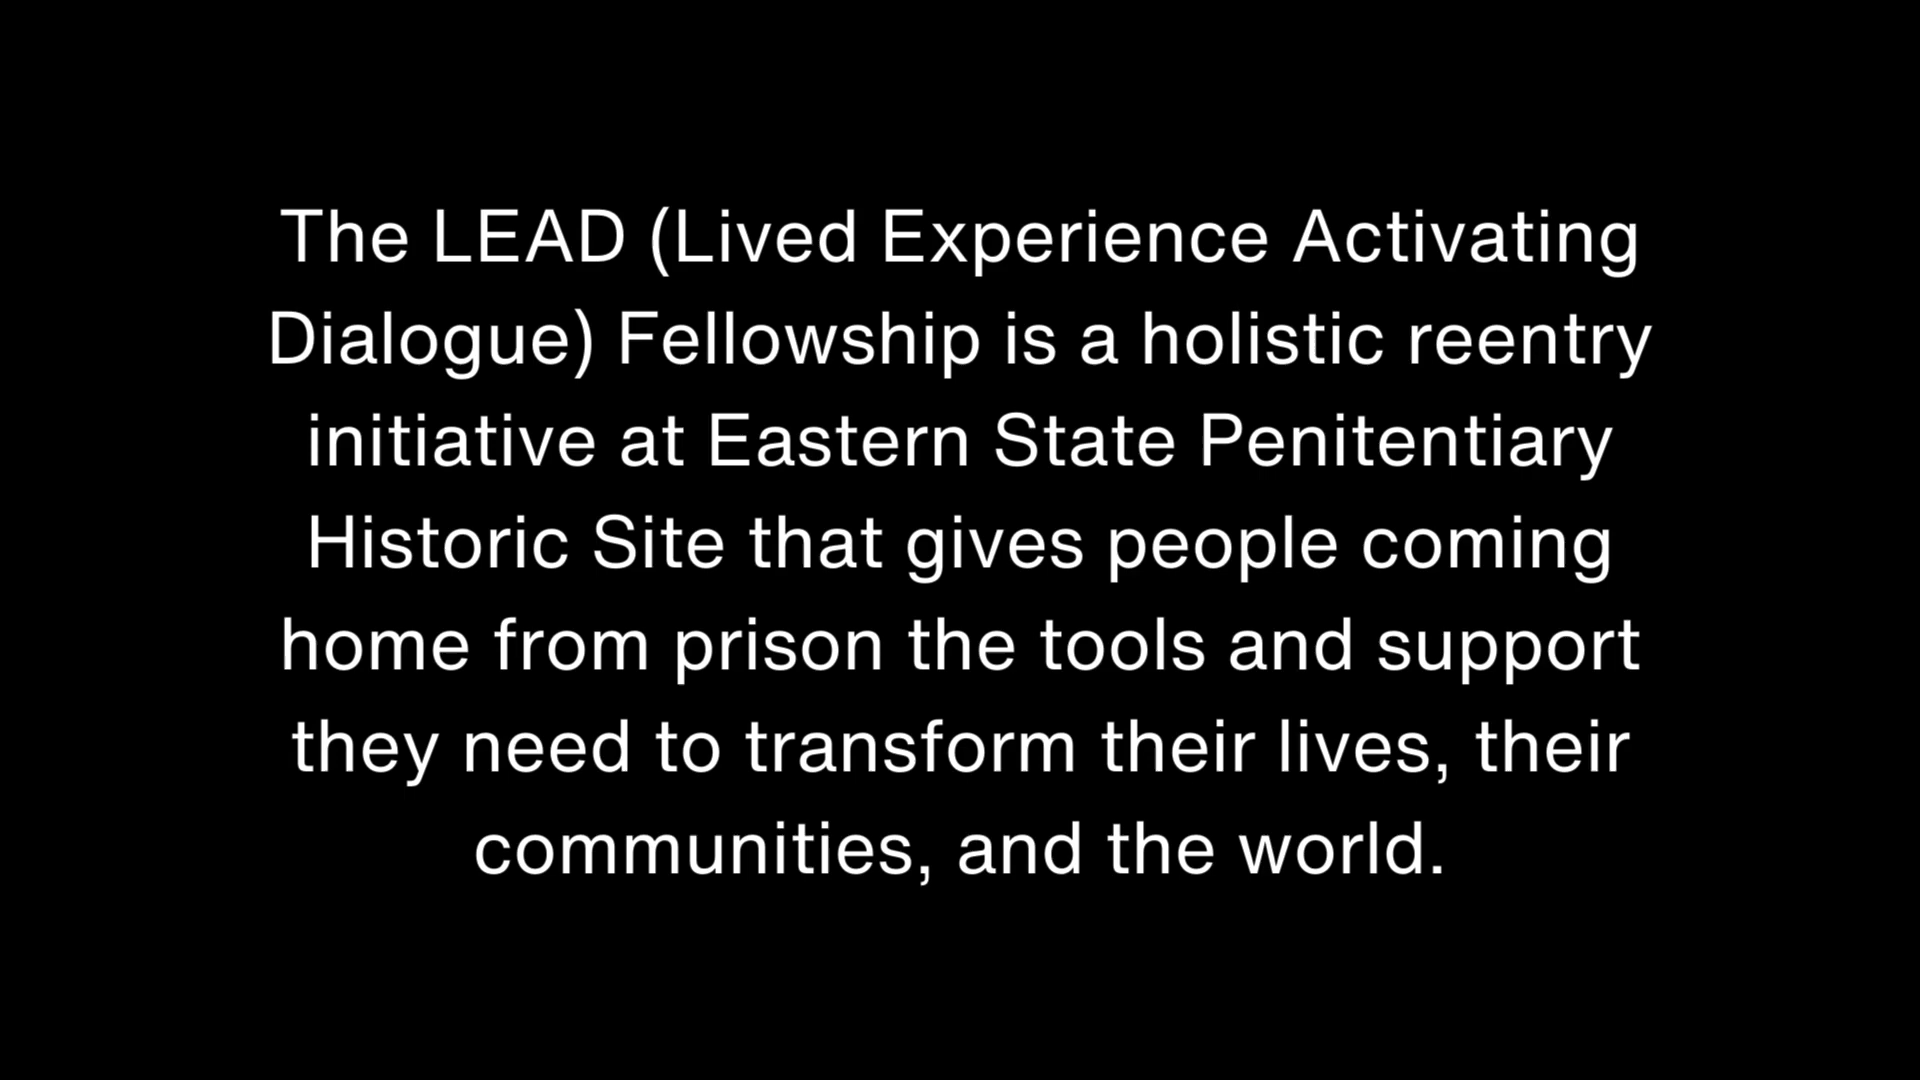 The LEAD (Lived Experience Activating
Dialogue) Fellowship is a holistic reentry
initiative at Eastern State Penitentiary
Historic Site that gives people coming
home from prison the tools and support
they need to transform their lives, their
communities, and the world.